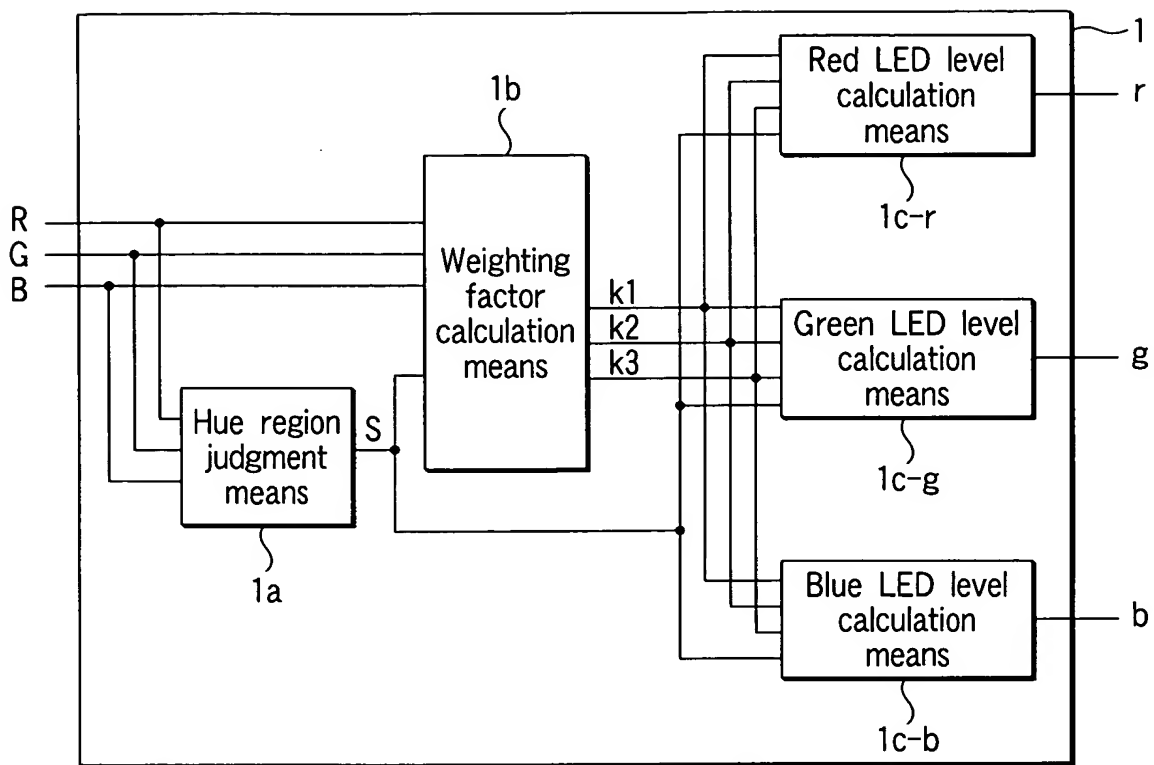 1
Red LED level
calculation
means
r
1c-r
1b
R
G
B
Weighting
factor
calculation
means
k1
k2
k3
Green LED level
calculation
means
g
1c-g
Hue region
judgment
means
S
1a
Blue LED level
calculation
means
b
1c-b